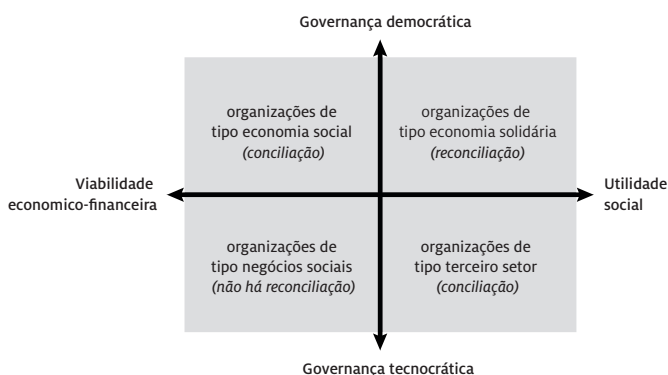 Governança democrática
organizações de
tipo economia social
(conciliação)
organizações de
tipo economia solidária
(reconciliação)
Viabilidade
economico-financeira
Utilidade
social
organizações de
tipo negócios sociais
(não há reconciliação)
organizações de
tipo terceiro setor
(conciliação)
Governança tecnocrática